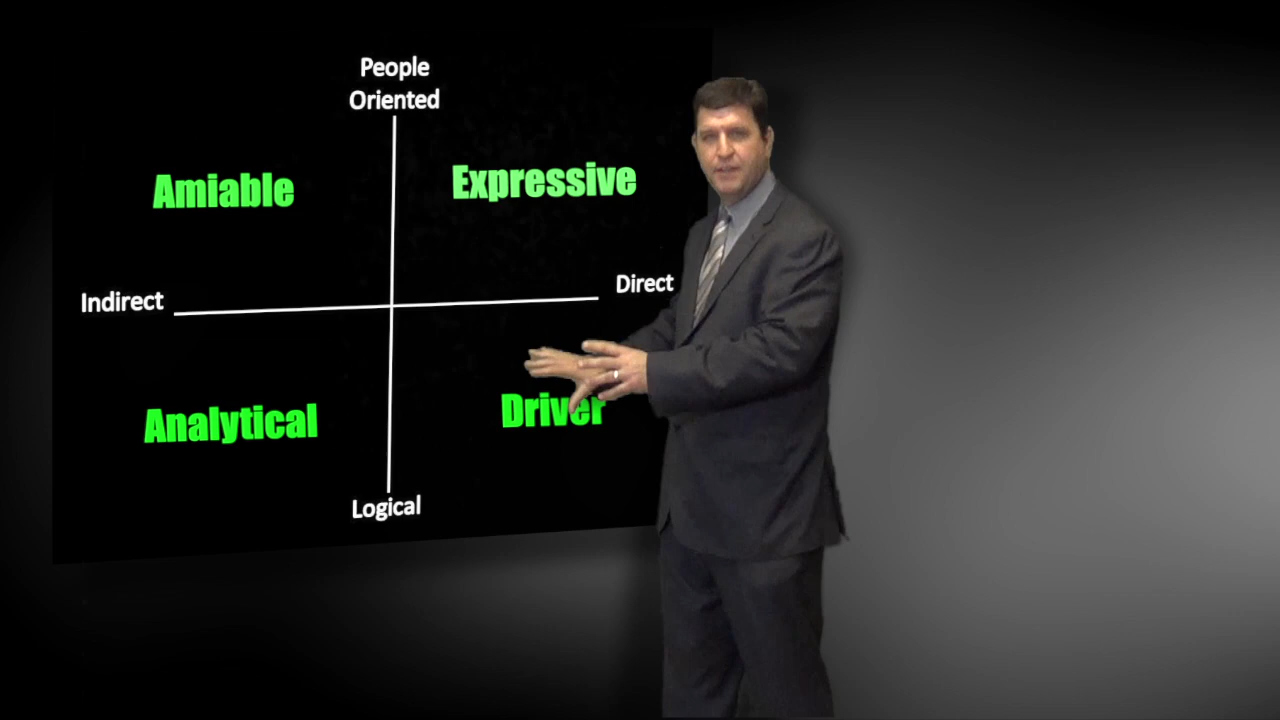 People
Oriented
Amiable
Expressive
Indirect
Direct
Analytical
Driver
Logical